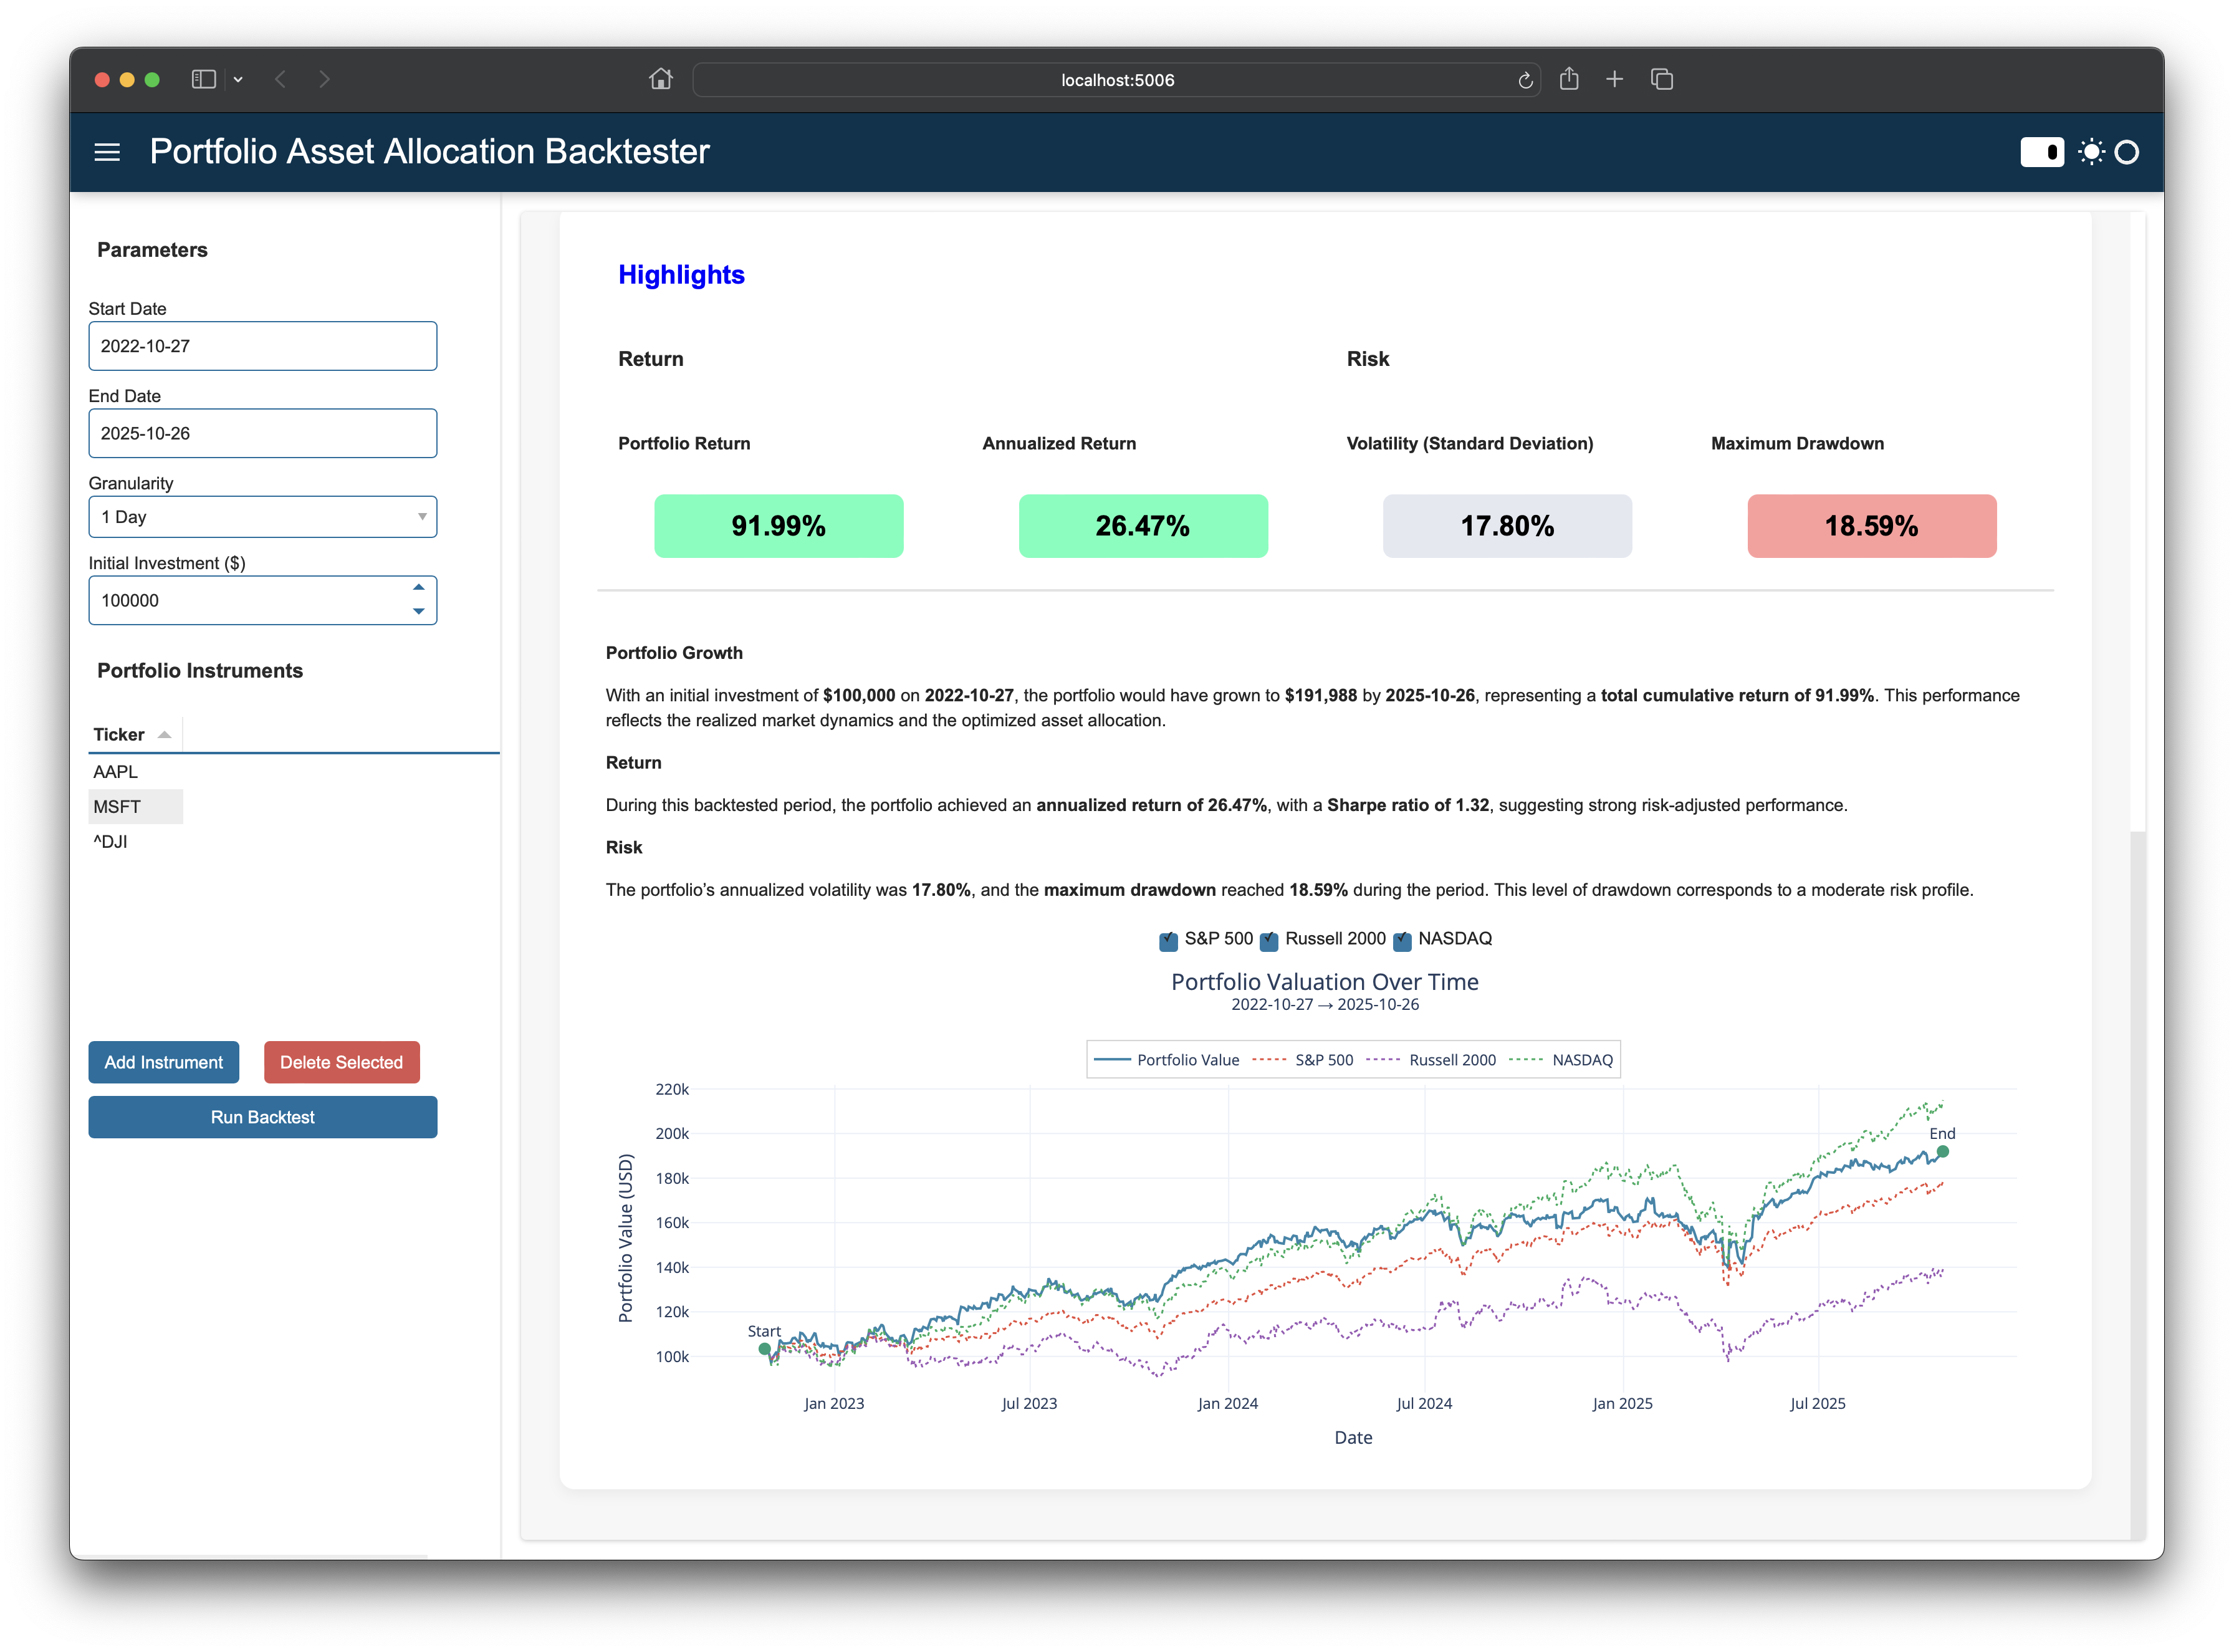 localhost:5006
Portfolio Asset Allocation Backtester
Parameters
Start Date
2022-10-27
End Date
2025-10-26
Granularity
1 Day
Initial Investment ($)
100000
Portfolio Instruments
Ticker
AAPL
MSFT
^DJI
Add Instrument
Delete Selected
Run Backtest
Highlights
Return
Risk
Portfolio Return
Annualized Return
Volatility (Standard Deviation)
Maximum Drawdown
91.99%
26.47%
17.80%
18.59%
Portfolio Growth
With an initial investment of $100,000 on 2022-10-27, the portfolio would have grown to $191,988 by 2025-10-26, representing a total cumulative return of 91.99%. This performance
reflects the realized market dynamics and the optimized asset allocation.
Return
During this backtested period, the portfolio achieved an annualized return of 26.47%, with a Sharpe ratio of 1.32, suggesting strong risk-adjusted performance.
Risk
The portfolio’s annualized volatility was 17.80%, and the maximum drawdown reached 18.59% during the period. This level of drawdown corresponds to a moderate risk profile.
S&P 500 Russell 2000 NASDAQ
Portfolio Valuation Over Time
2022-10-27 → 2025-10-26
Portfolio Value S&P 500 Russell 2000 NASDAQ
Portfolio Value (USD)
220k
200k
180k
160k
140k
120k
100k
Start
End
Jan 2023
Jul 2023
Jan 2024
Jul 2024
Jan 2025
Jul 2025
Date